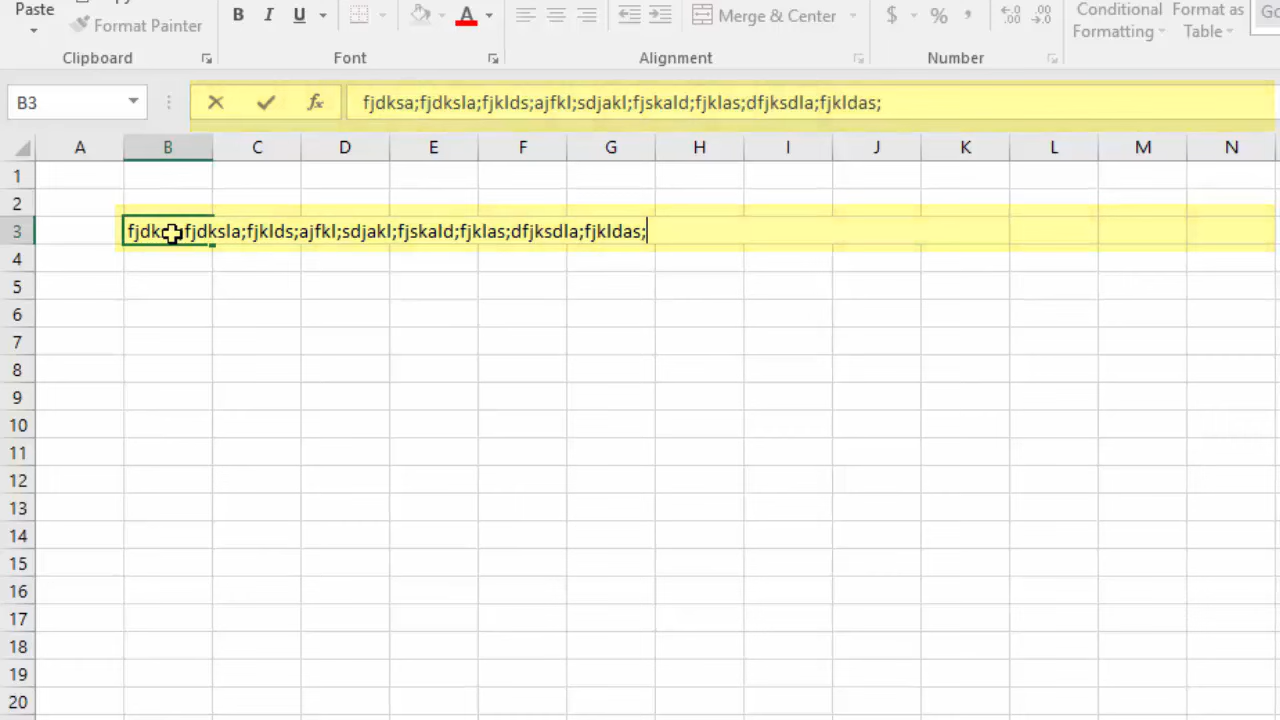 Paste
Format Painter
B I U A
Merge & Center
$ % ,
Conditional Formatting
Format as Table
Clipboard
Font
Alignment
Number
B3
fx
fjdksa;fjdksla;fjklds;ajfkl;sdjakl;fjskald;fjklas;dfjksdla;fjkldas;
A B C D E F G H I J K L M N
1
2
3
fjdk fjdksla;fjklds;ajfkl;sdjakl;fjskald;fjklas;dfjksdla;fjkldas;
4
5
6
7
8
9
10
11
12
13
14
15
16
17
18
19
20